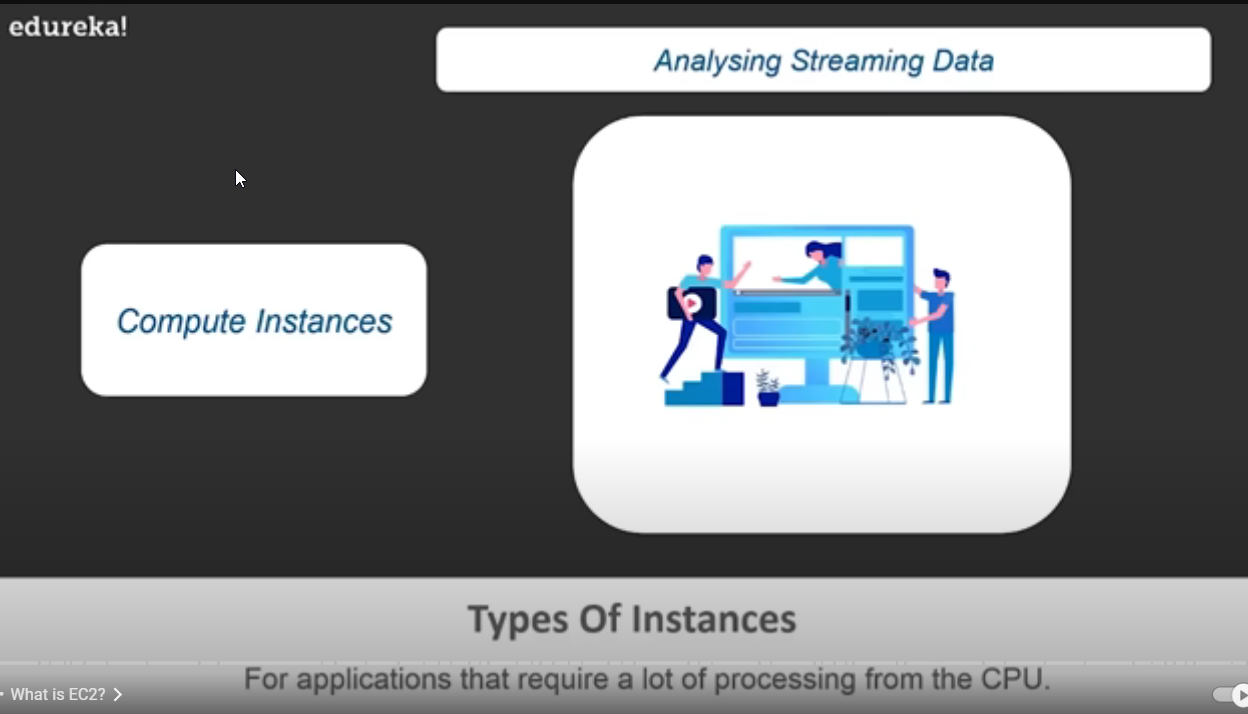 edureka!
Analysing Streaming Data
Compute Instances
Types Of Instances
For applications that require a lot of processing from the CPU.
• What is EC2?